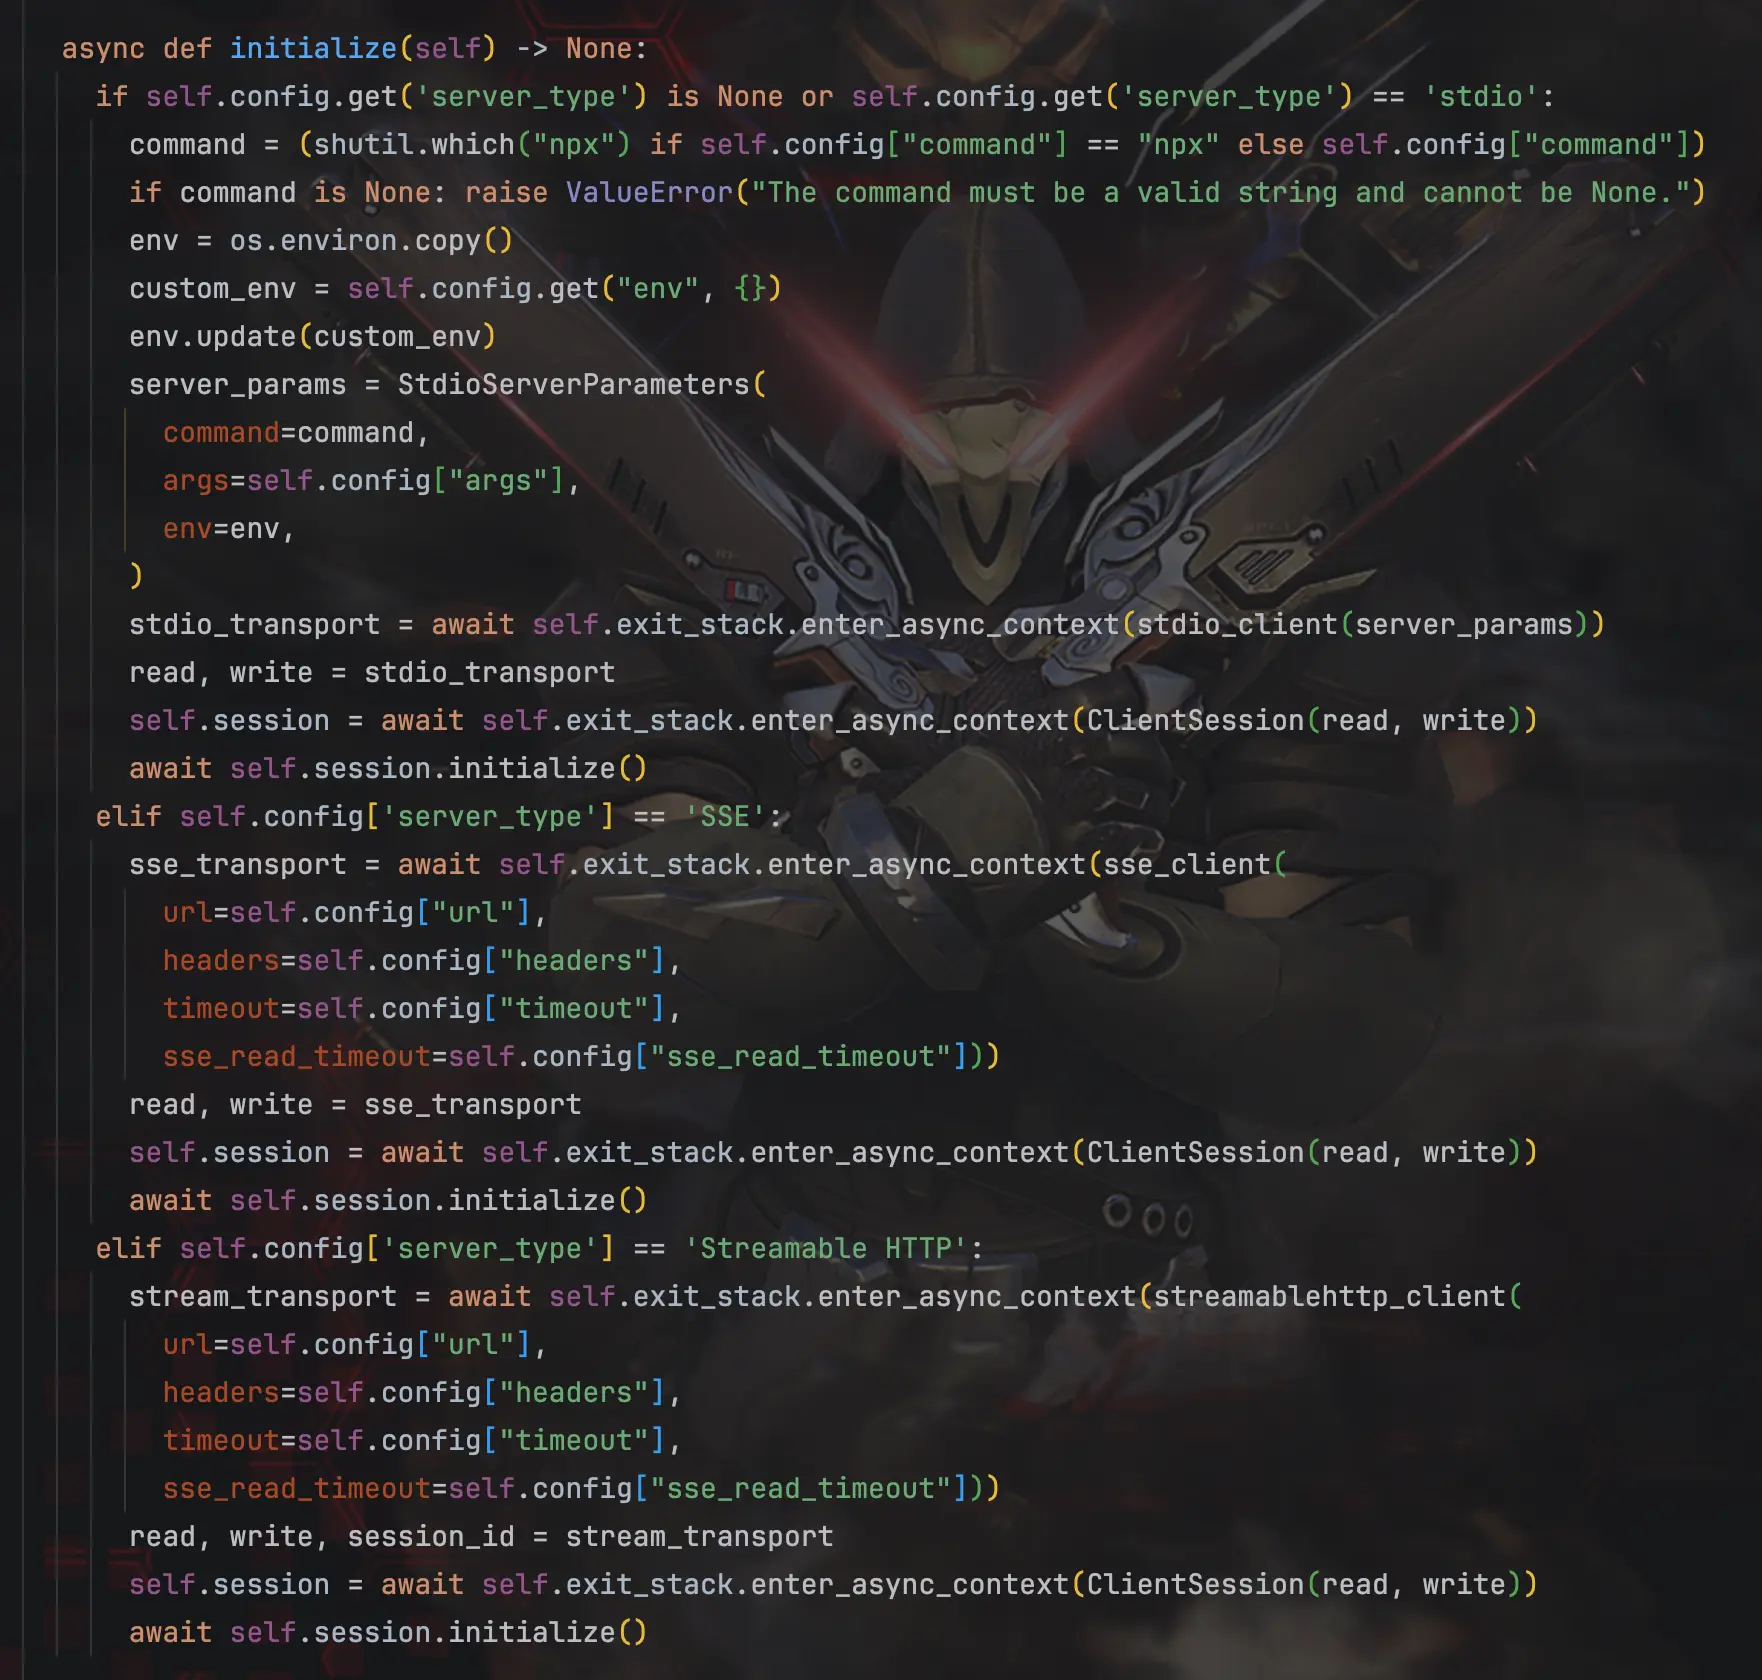 async def initialize(self) -> None:
if self.config.get('server_type') is None or self.config.get('server_type') == 'stdio':
command = (shutil.which("npx") if self.config["command"] == "npx" else self.config["command"])
if command is None: raise ValueError("The command must be a valid string and cannot be None.")
env = os.environ.copy()
custom_env = self.config.get("env", {})
env.update(custom_env)
server_params = StdioServerParameters(
command=command,
args=self.config["args"],
env=env,
)
stdio_transport = await self.exit_stack.enter_async_context(stdio_client(server_params))
read, write = stdio_transport
self.session = await self.exit_stack.enter_async_context(ClientSession(read, write))
await self.session.initialize()
elif self.config['server_type'] == 'SSE':
sse_transport = await self.exit_stack.enter_async_context(sse_client(
url=self.config["url"],
headers=self.config["headers"],
timeout=self.config["timeout"],
sse_read_timeout=self.config["sse_read_timeout"]))
read, write = sse_transport
self.session = await self.exit_stack.enter_async_context(ClientSession(read, write))
await self.session.initialize()
elif self.config['server_type'] == 'Streamable HTTP':
stream_transport = await self.exit_stack.enter_async_context(streamablehttp_client(
url=self.config["url"],
headers=self.config["headers"],
timeout=self.config["timeout"],
sse_read_timeout=self.config["sse_read_timeout"]))
read, write, session_id = stream_transport
self.session = await self.exit_stack.enter_async_context(ClientSession(read, write))
await self.session.initialize()